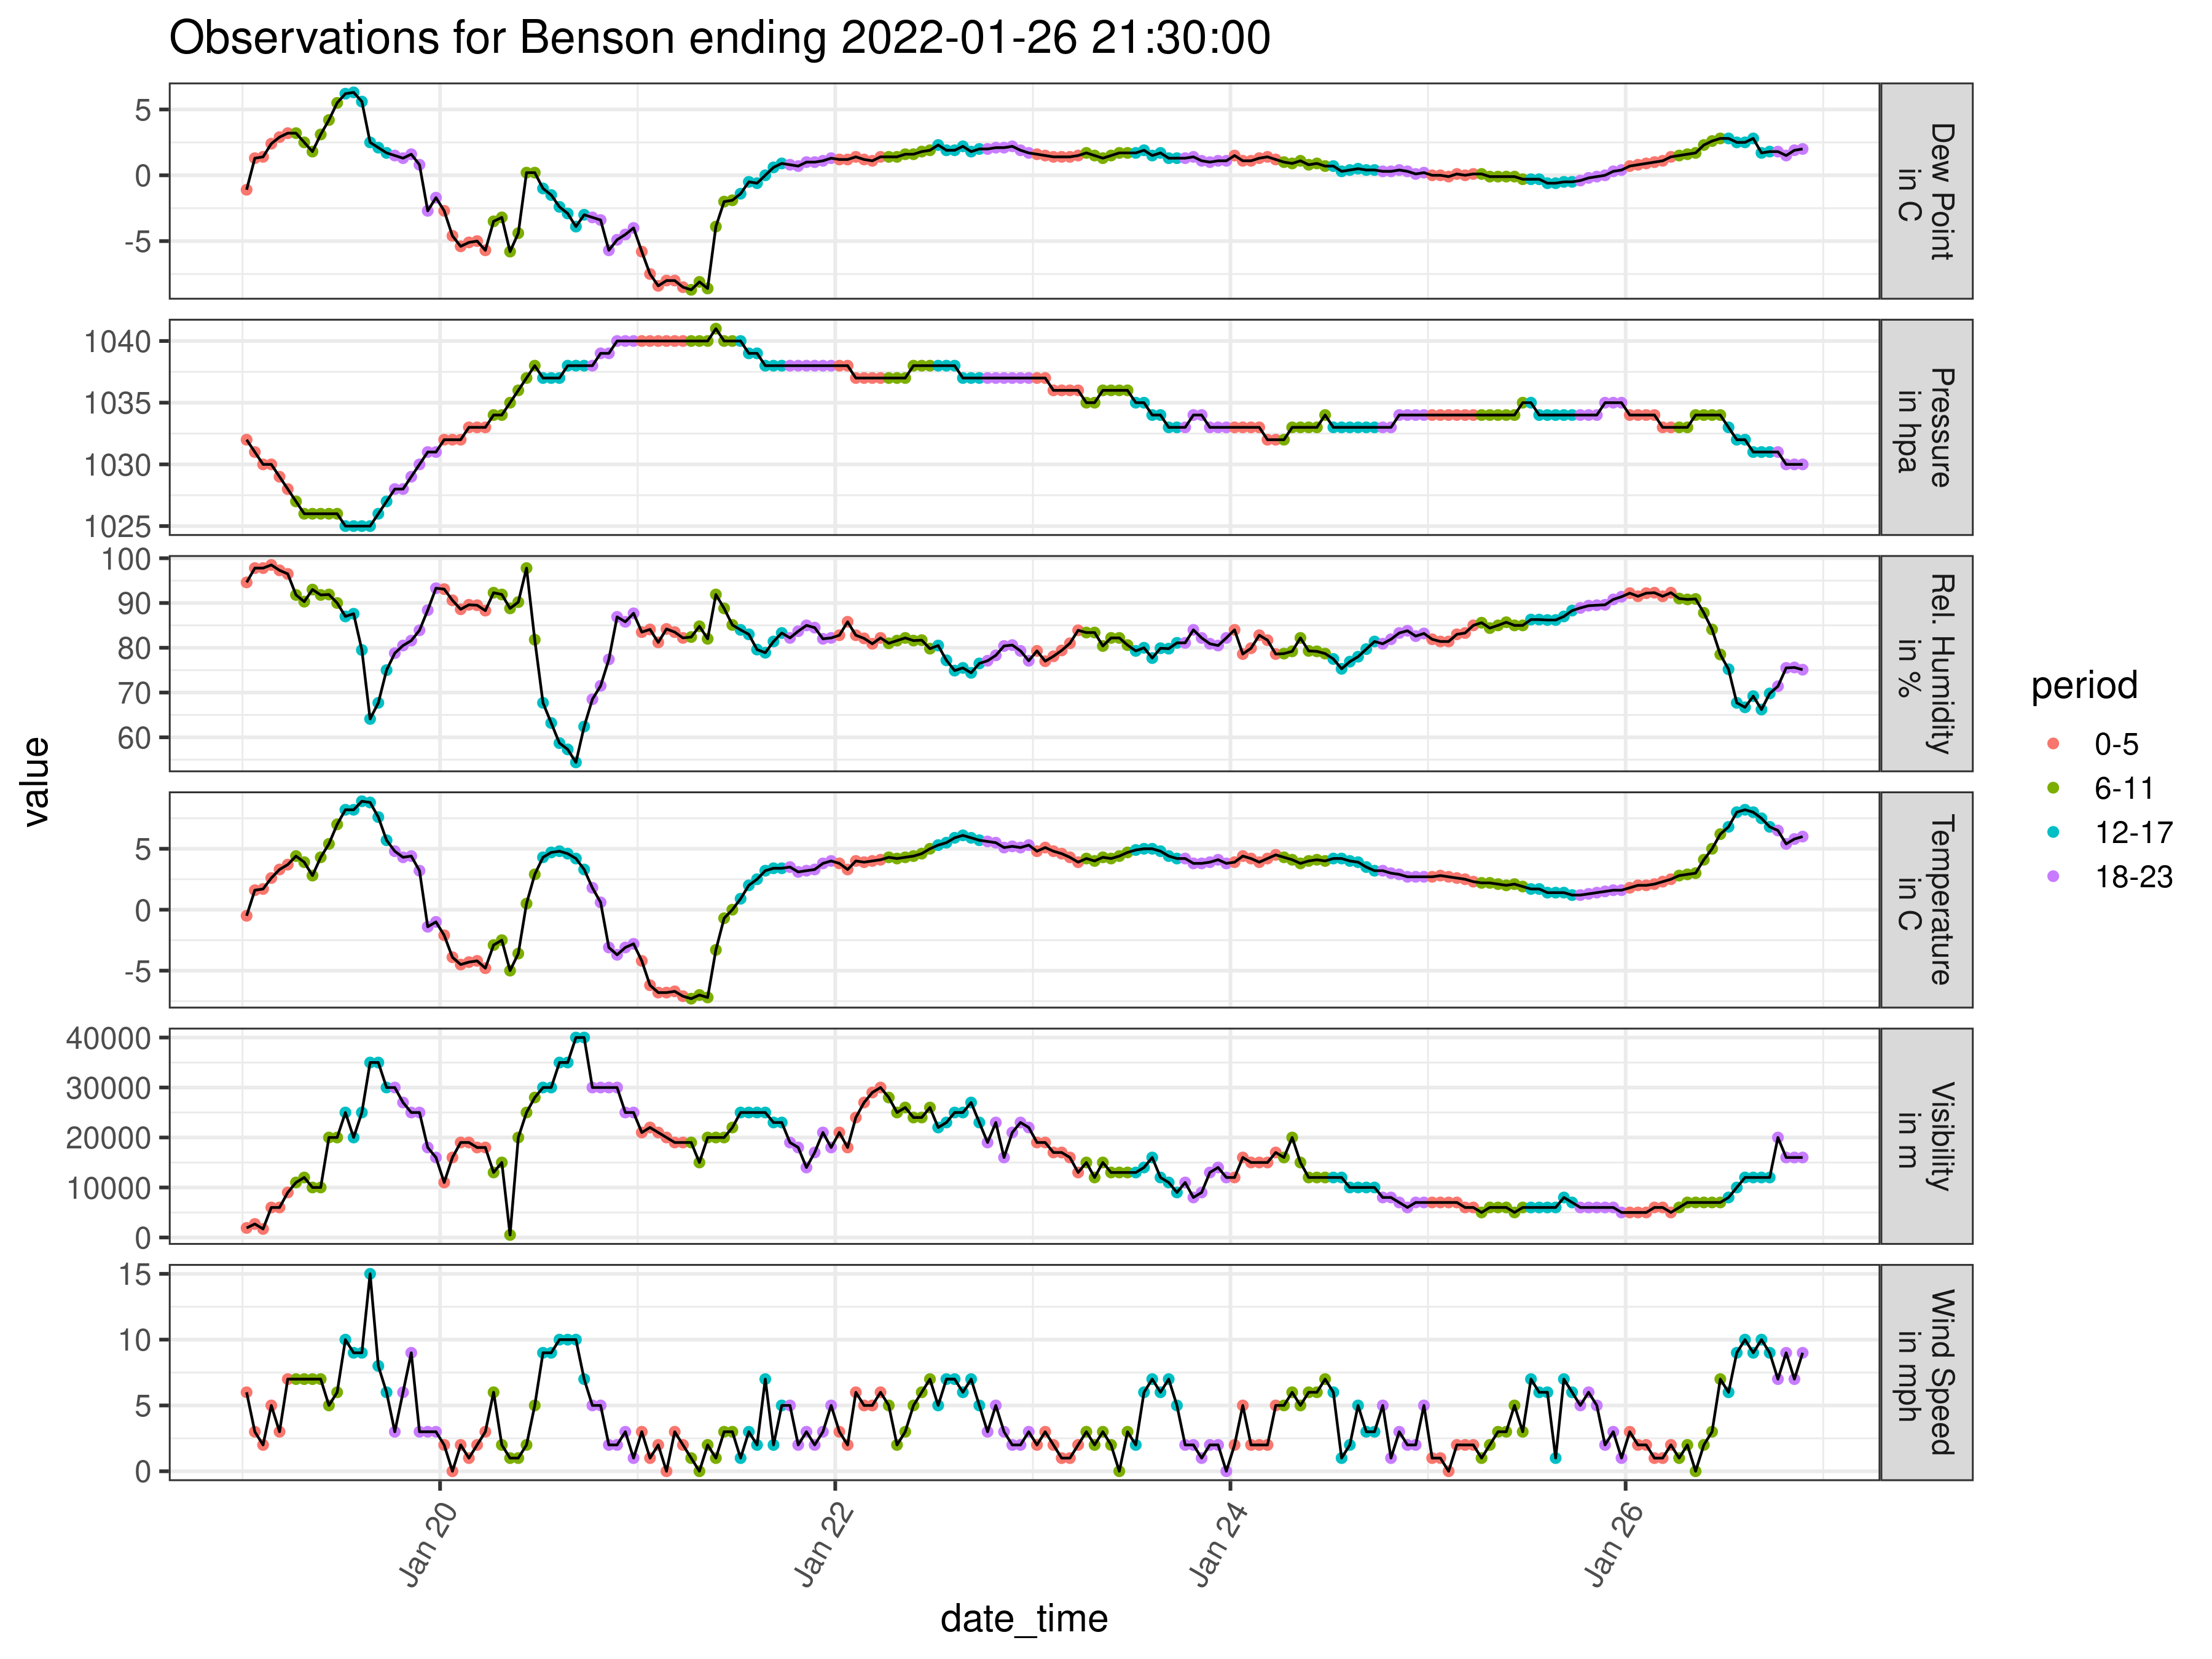 Observations for Benson ending 2022-01-26 21:30:00
value
5
0
-5
Dew Point
in C
1040
1035
1030
1025
Pressure
in hpa
100
90
80
70
60
Rel. Humidity
in %
5
0
-5
Temperature
in C
40000
30000
20000
10000
0
Visibility
in m
15
10
5
0
Wind Speed
in mph
Jan 20
Jan 22
Jan 24
Jan 26
date_time
period
0-5
6-11
12-17
18-23